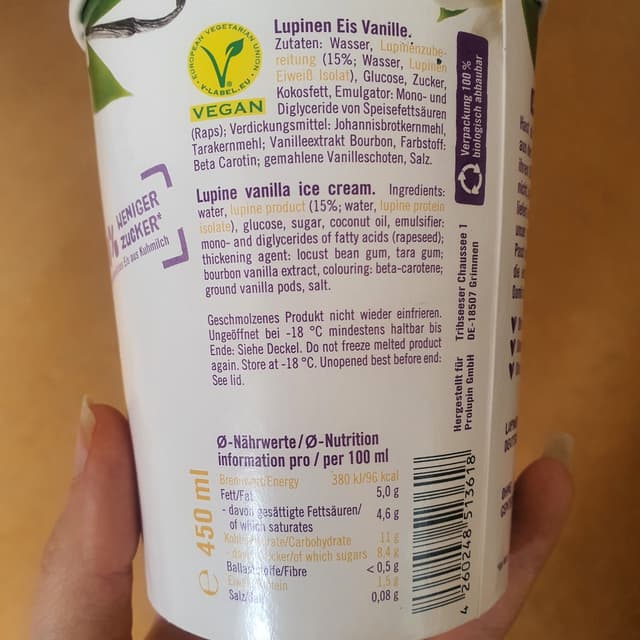 EUROPEAN VEGETARIAN UNION
V-LABEL.EU
VEGAN
Lupinen Eis Vanille.
Zutaten: Wasser, Lupinenzube-
reitung (15%; Wasser, Lupinen
Eiweiß Isolat), Glucose, Zucker,
Kokosfett, Emulgator: Mono- und
Diglyceride von Speisefettsäuren
(Raps); Verdickungsmittel: Johannisbrotkernmehl,
Tarakernmehl; Vanilleextrakt Bourbon, Farbstoff:
Beta Carotin; gemahlene Vanilleschoten, Salz.
Lupine vanilla ice cream. Ingredients:
water, lupine product (15%; water, lupine protein
isolate), glucose, sugar, coconut oil, emulsifier:
mono- and diglycerides of fatty acids (rapeseed);
thickening agent: locust bean gum, tara gum;
bourbon vanilla extract, colouring: beta-carotene;
ground vanilla pods, salt.
Geschmolzenes Produkt nicht wieder einfrieren.
Ungeöffnet bei -18 °C mindestens haltbar bis
Ende: Siehe Deckel. Do not freeze melted product
again. Store at -18 °C. Unopened best before end:
See lid.
% WENIGER
ZUCKER*
Eis aus Kuhmilch
Verpackung 100 %
biologisch abbaubar
Hergestellt für
Prolupin GmbH
Tribseeser Chaussee 1
DE-18507 Grimmen
Ø-Nährwerte/Ø-Nutrition
information pro / per 100 ml
Brennwert/Energy 380 kJ/96 kcal
Fett/Fat 5,0 g
- davon gesättigte Fettsäuren/ 4,6 g
of which saturates
Kohlenhydrate/Carbohydrate 11 g
- davon Zucker/of which sugars 8,4 g
Ballaststoffe/Fibre <0,5 g
Eiweiß/Protein 1,5 g
Salz/Salt 0,08 g
e 450 ml
4 260248 513618